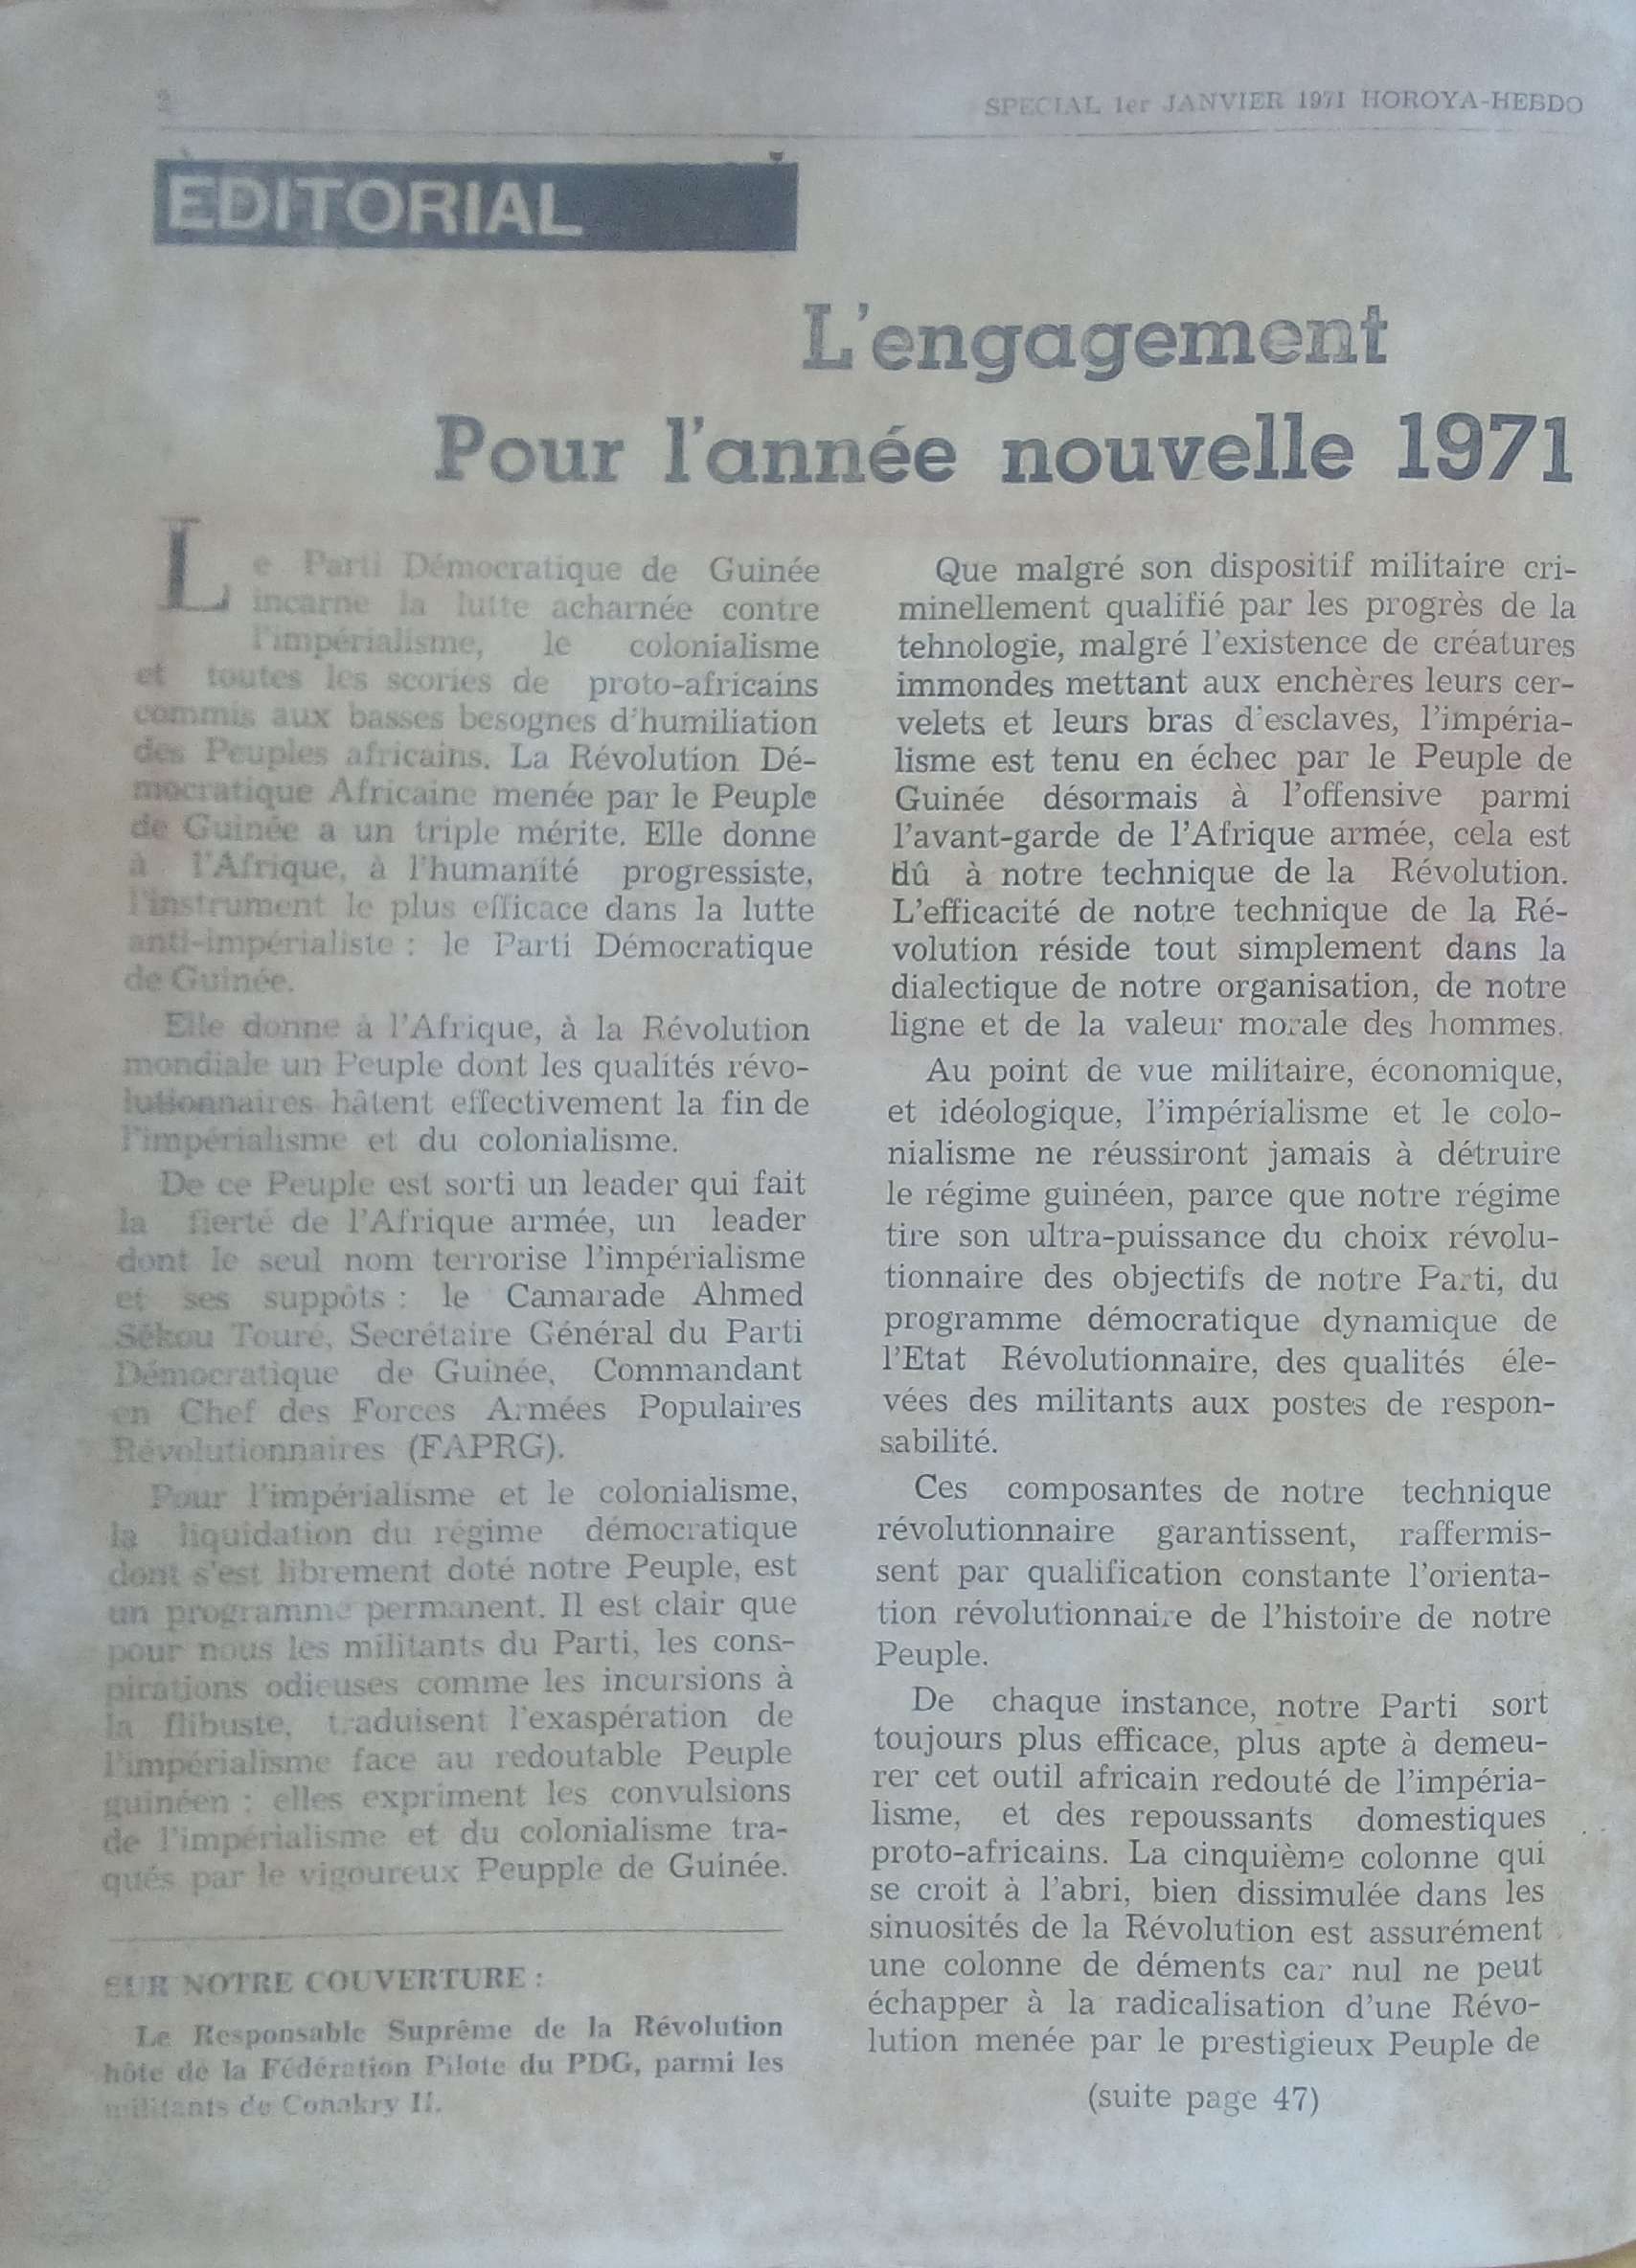 2
SPECIAL 1er JANVIER 1971 HOROYA-HEBDO
ÉDITORIAL
L'engagement
Pour l'année nouvelle 1971
Le Parti Démocratique de Guinée
incarne la lutte acharnée contre
l'impérialisme, le colonialisme
et toutes les scories de proto-africains
commis aux basses besognes d'humiliation
des Peuples africains. La Révolution Dé-
mocratique Africaine menée par le Peuple
de Guinée a un triple mérite. Elle donne
à l'Afrique, à l'humanité progressiste,
l'instrument le plus efficace dans la lutte
anti-impérialiste : le Parti Démocratique
de Guinée.
Elle donne à l'Afrique, à la Révolution
mondiale un Peuple dont les qualités révo-
lutionnaires hâtent effectivement la fin de
l'impérialisme et du colonialisme.
De ce Peuple est sorti un leader qui fait
la fierté de l'Afrique armée, un leader
dont le seul nom terrorise l'impérialisme
et ses suppôts : le Camarade Ahmed
Sékou Touré, Secrétaire Général du Parti
Démocratique de Guinée, Commandant
en Chef des Forces Armées Populaires
Révolutionnaires (FAPRG).
Pour l'impérialisme et le colonialisme,
la liquidation du régime démocratique
dont s'est librement doté notre Peuple, est
un programme permanent. Il est clair que
pour nous les militants du Parti, les cons-
pirations odieuses comme les incursions à
la flibuste, traduisent l'exaspération de
l'impérialisme face au redoutable Peuple
guinéen : elles expriment les convulsions
de l'impérialisme et du colonialisme tra-
qués par le vigoureux Peupple de Guinée.
SUR NOTRE COUVERTURE :
Le Responsable Suprême de la Révolution
hôte de la Fédération Pilote du PDG, parmi les
militants de Conakry II.
Que malgré son dispositif militaire cri-
minellement qualifié par les progrès de la
tehnologie, malgré l'existence de créatures
immondes mettant aux enchères leurs cer-
velets et leurs bras d'esclaves, l'impéria-
lisme est tenu en échec par le Peuple de
Guinée désormais à l'offensive parmi
l'avant-garde de l'Afrique armée, cela est
dû à notre technique de la Révolution.
L'efficacité de notre technique de la Ré-
volution réside tout simplement dans la
dialectique de notre organisation, de notre
ligne et de la valeur morale des hommes.
Au point de vue militaire, économique,
et idéologique, l'impérialisme et le colo-
nialisme ne réussiront jamais à détruire
le régime guinéen, parce que notre régime
tire son ultra-puissance du choix révolu-
tionnaire des objectifs de notre Parti, du
programme démocratique dynamique de
l'Etat Révolutionnaire, des qualités éle-
vées des militants aux postes de respon-
sabilité.
Ces composantes de notre technique
révolutionnaire garantissent, raffermis-
sent par qualification constante l'orienta-
tion révolutionnaire de l'histoire de notre
Peuple.
De chaque instance, notre Parti sort
toujours plus efficace, plus apte à demeu-
rer cet outil africain redouté de l'impéria-
lisme, et des repoussants domestiques
proto-africains. La cinquième colonne qui
se croit à l'abri, bien dissimulée dans les
sinuosités de la Révolution est assurément
une colonne de déments car nul ne peut
échapper à la radicalisation d'une Révo-
lution menée par le prestigieux Peuple de
(suite page 47)